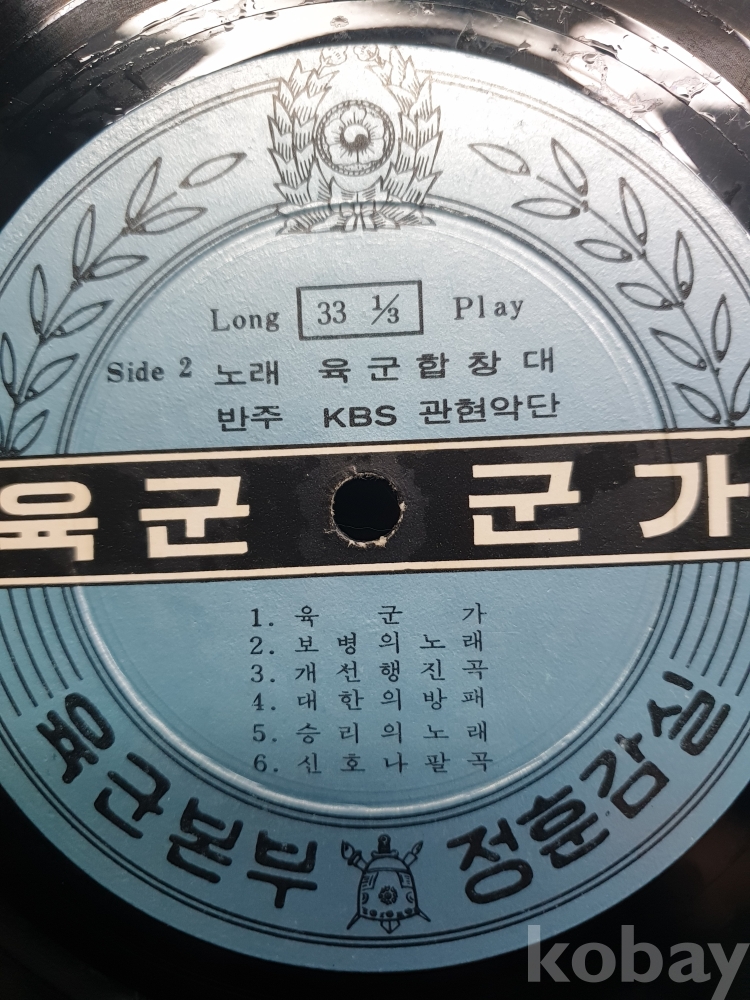 Long 33 ⅓ Play
Side 2 노래 육군합창대
반주 KBS 관현악단
육군 군가
1. 육군가
2. 보병의노래
3. 개선행진곡
4. 대한의방패
5. 승리의노래
6. 신호나팔곡
육군본부 정훈감실
kobay